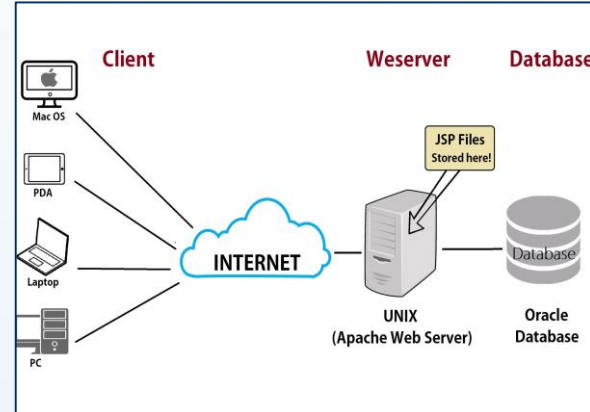 Client
Weserver
Database
Mac OS
JSP Files
Stored here!
PDA
INTERNET
Database
Laptop
UNIX
(Apache Web Server)
Oracle
Database
PC